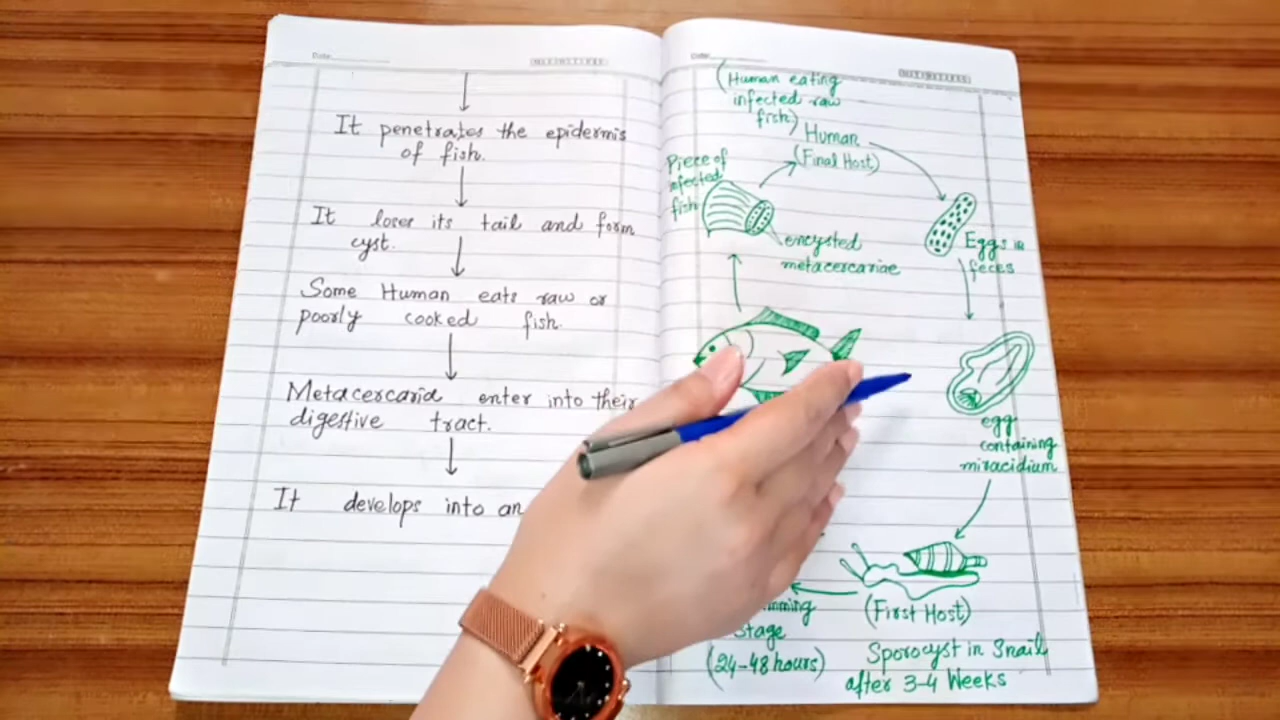 Date
It penetrates the epidermis
of fish.
It loses its tail and form
cyst.
Some Human eats raw or
poorly cooked fish.
Metacercaria enter into their
digestive tract.
It develops into an
Date
(Human eating
infected raw
fish)
Human
(Final Host)
Piece of
infected
fish
encysted
metacercariae
Eggs in
feces
egg
containing
miracidium
(First Host)
Sporocyst in Snail
after 3-4 Weeks
Stage
(24-48 hours)